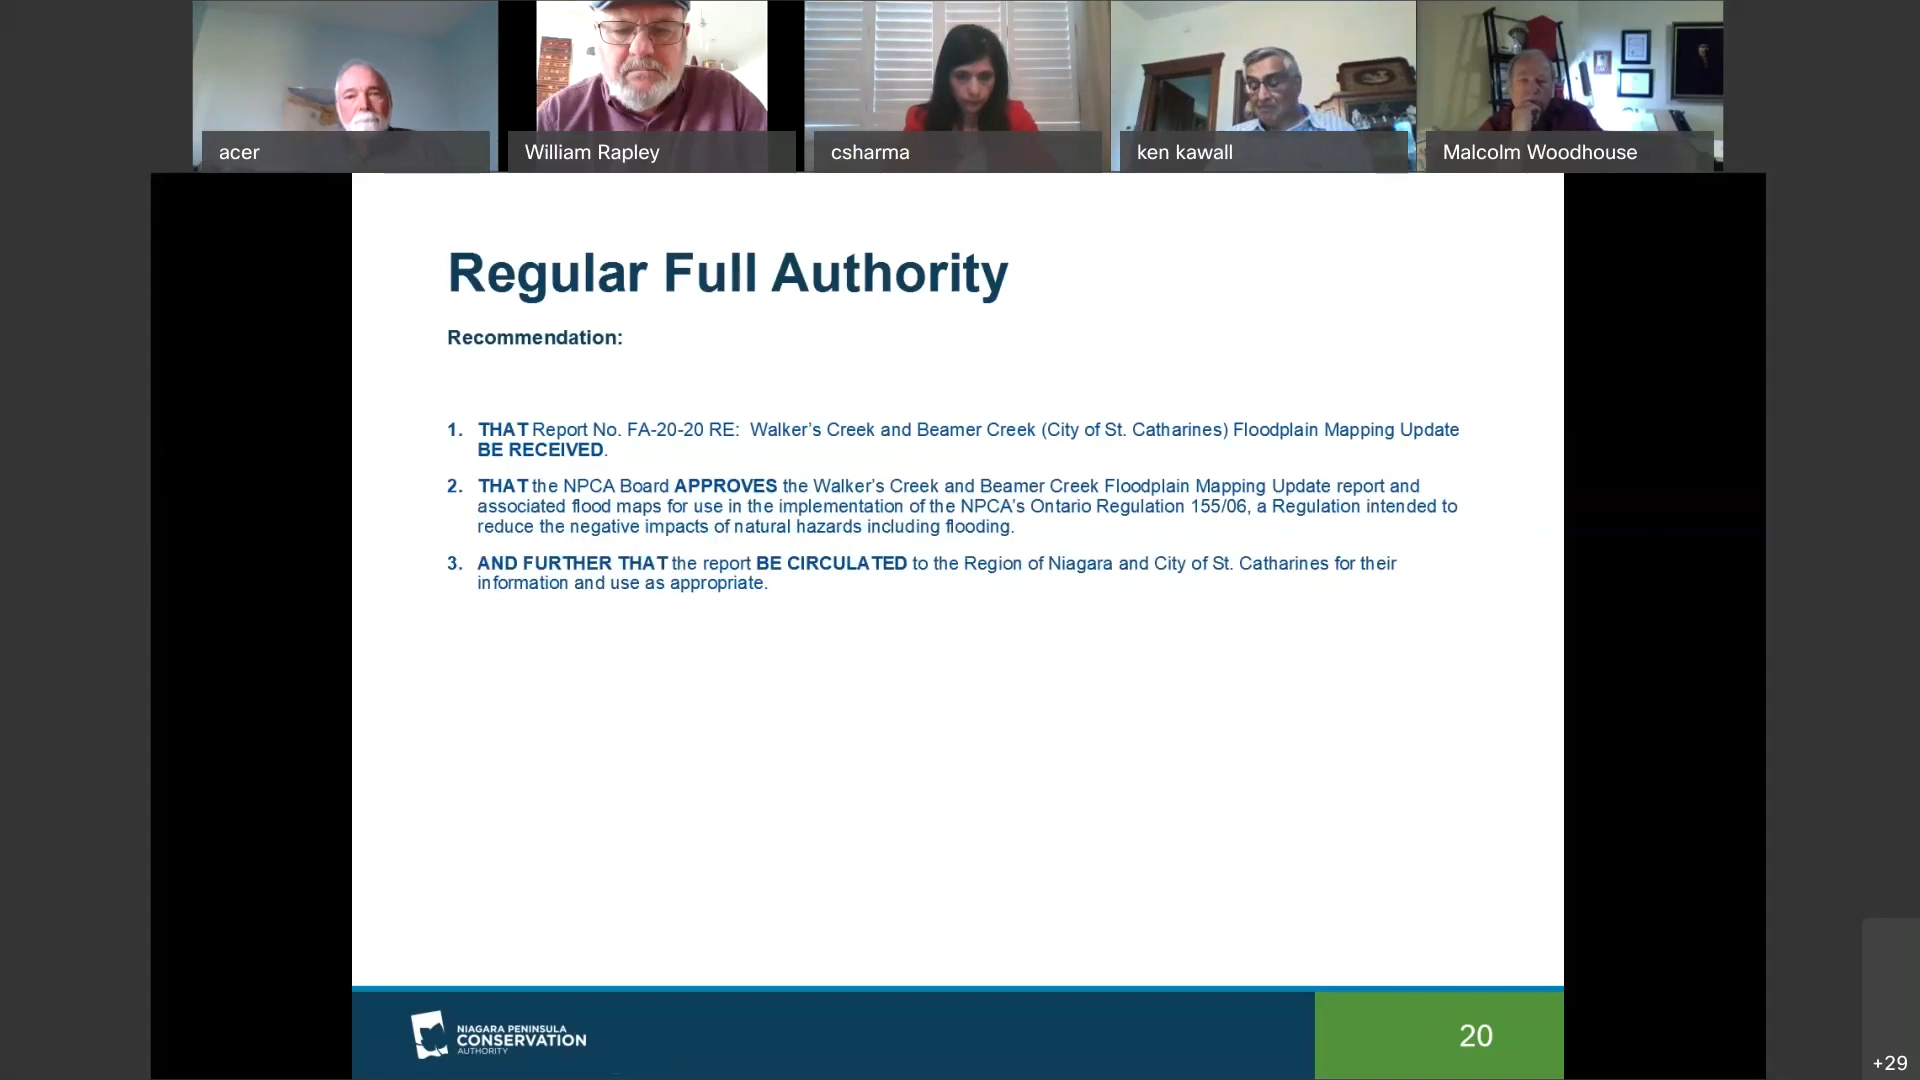 acer
William Rapley
csharma
ken kawall
Malcolm Woodhouse
Regular Full Authority
Recommendation:
1. THAT Report No. FA-20-20 RE:  Walker's Creek and Beamer Creek (City of St. Catharines) Floodplain Mapping Update
BE RECEIVED.
2. THAT the NPCA Board APPROVES the Walker's Creek and Beamer Creek Floodplain Mapping Update report and
associated flood maps for use in the implementation of the NPCA's Ontario Regulation 155/06, a Regulation intended to
reduce the negative impacts of natural hazards including flooding.
3. AND FURTHER THAT the report BE CIRCULATED to the Region of Niagara and City of St. Catharines for their
information and use as appropriate.
NIAGARA PENINSULA
CONSERVATION
AUTHORITY
20
+29